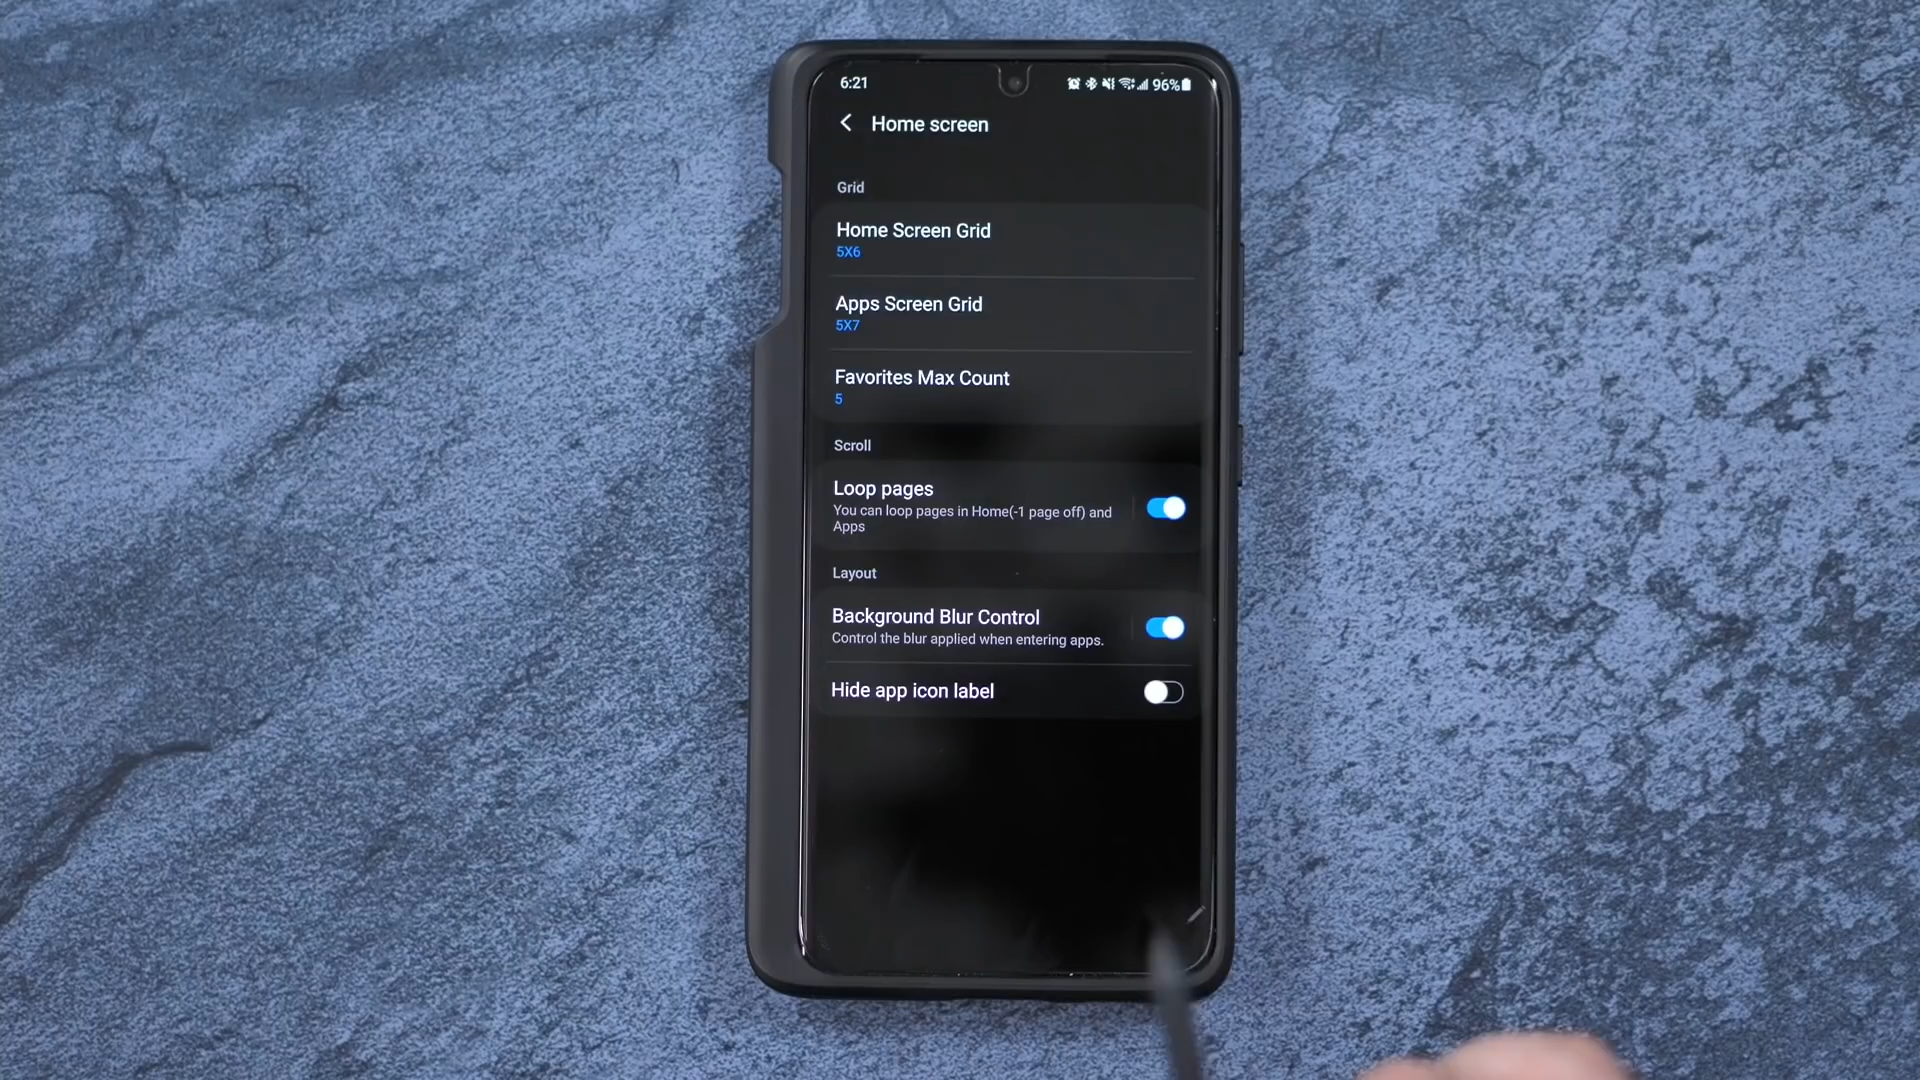 6:21
96%
Home screen
Grid
Home Screen Grid
5X6
Apps Screen Grid
5X7
Favorites Max Count
5
Scroll
Loop pages
You can loop pages in Home(-1 page off) and
Apps
Layout
Background Blur Control
Control the blur applied when entering apps.
Hide app icon label